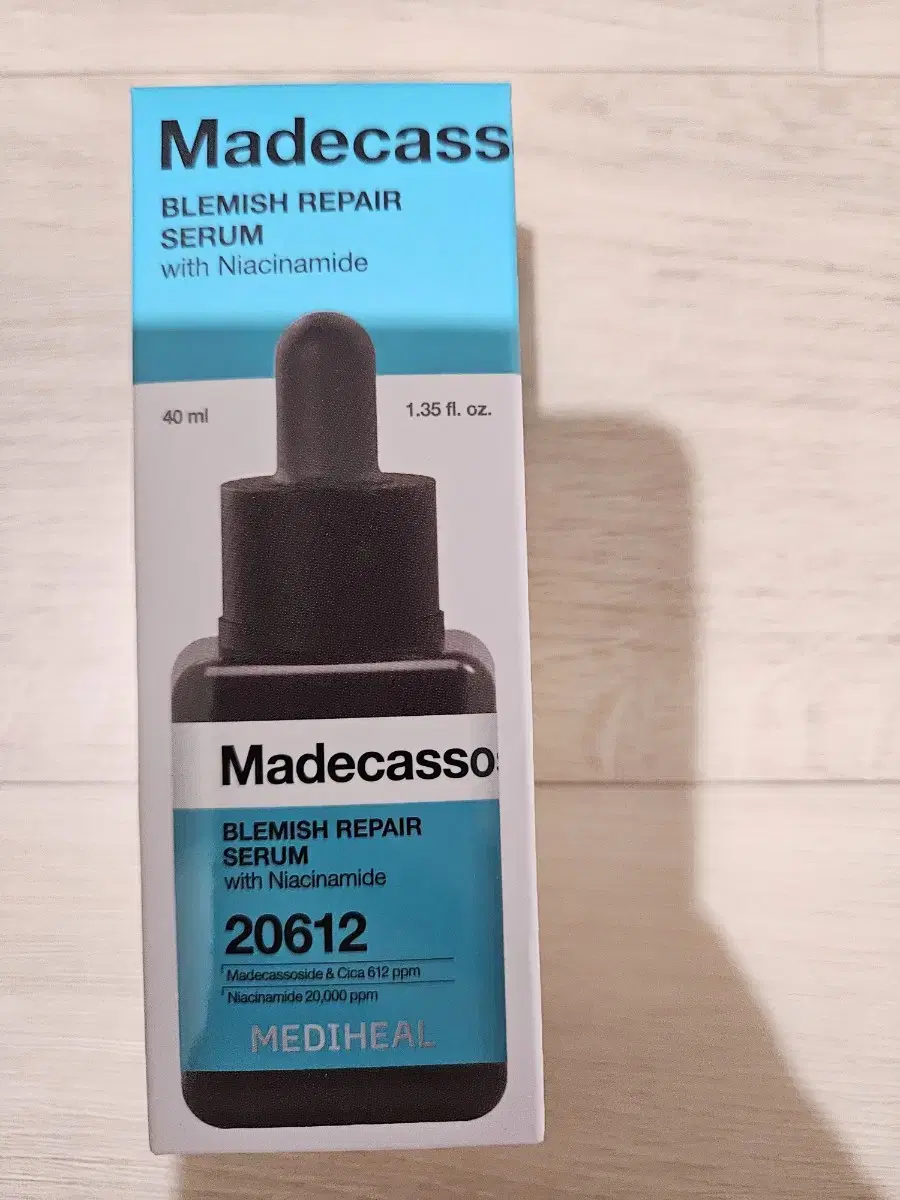 Madecass
BLEMISH REPAIR
SERUM
with Niacinamide
40 ml
1.35 fl. oz.
Madecassos
BLEMISH REPAIR
SERUM
with Niacinamide
20612
Madecassoside & Cica 612 ppm
Niacinamide 20,000 ppm
MEDIHEAL